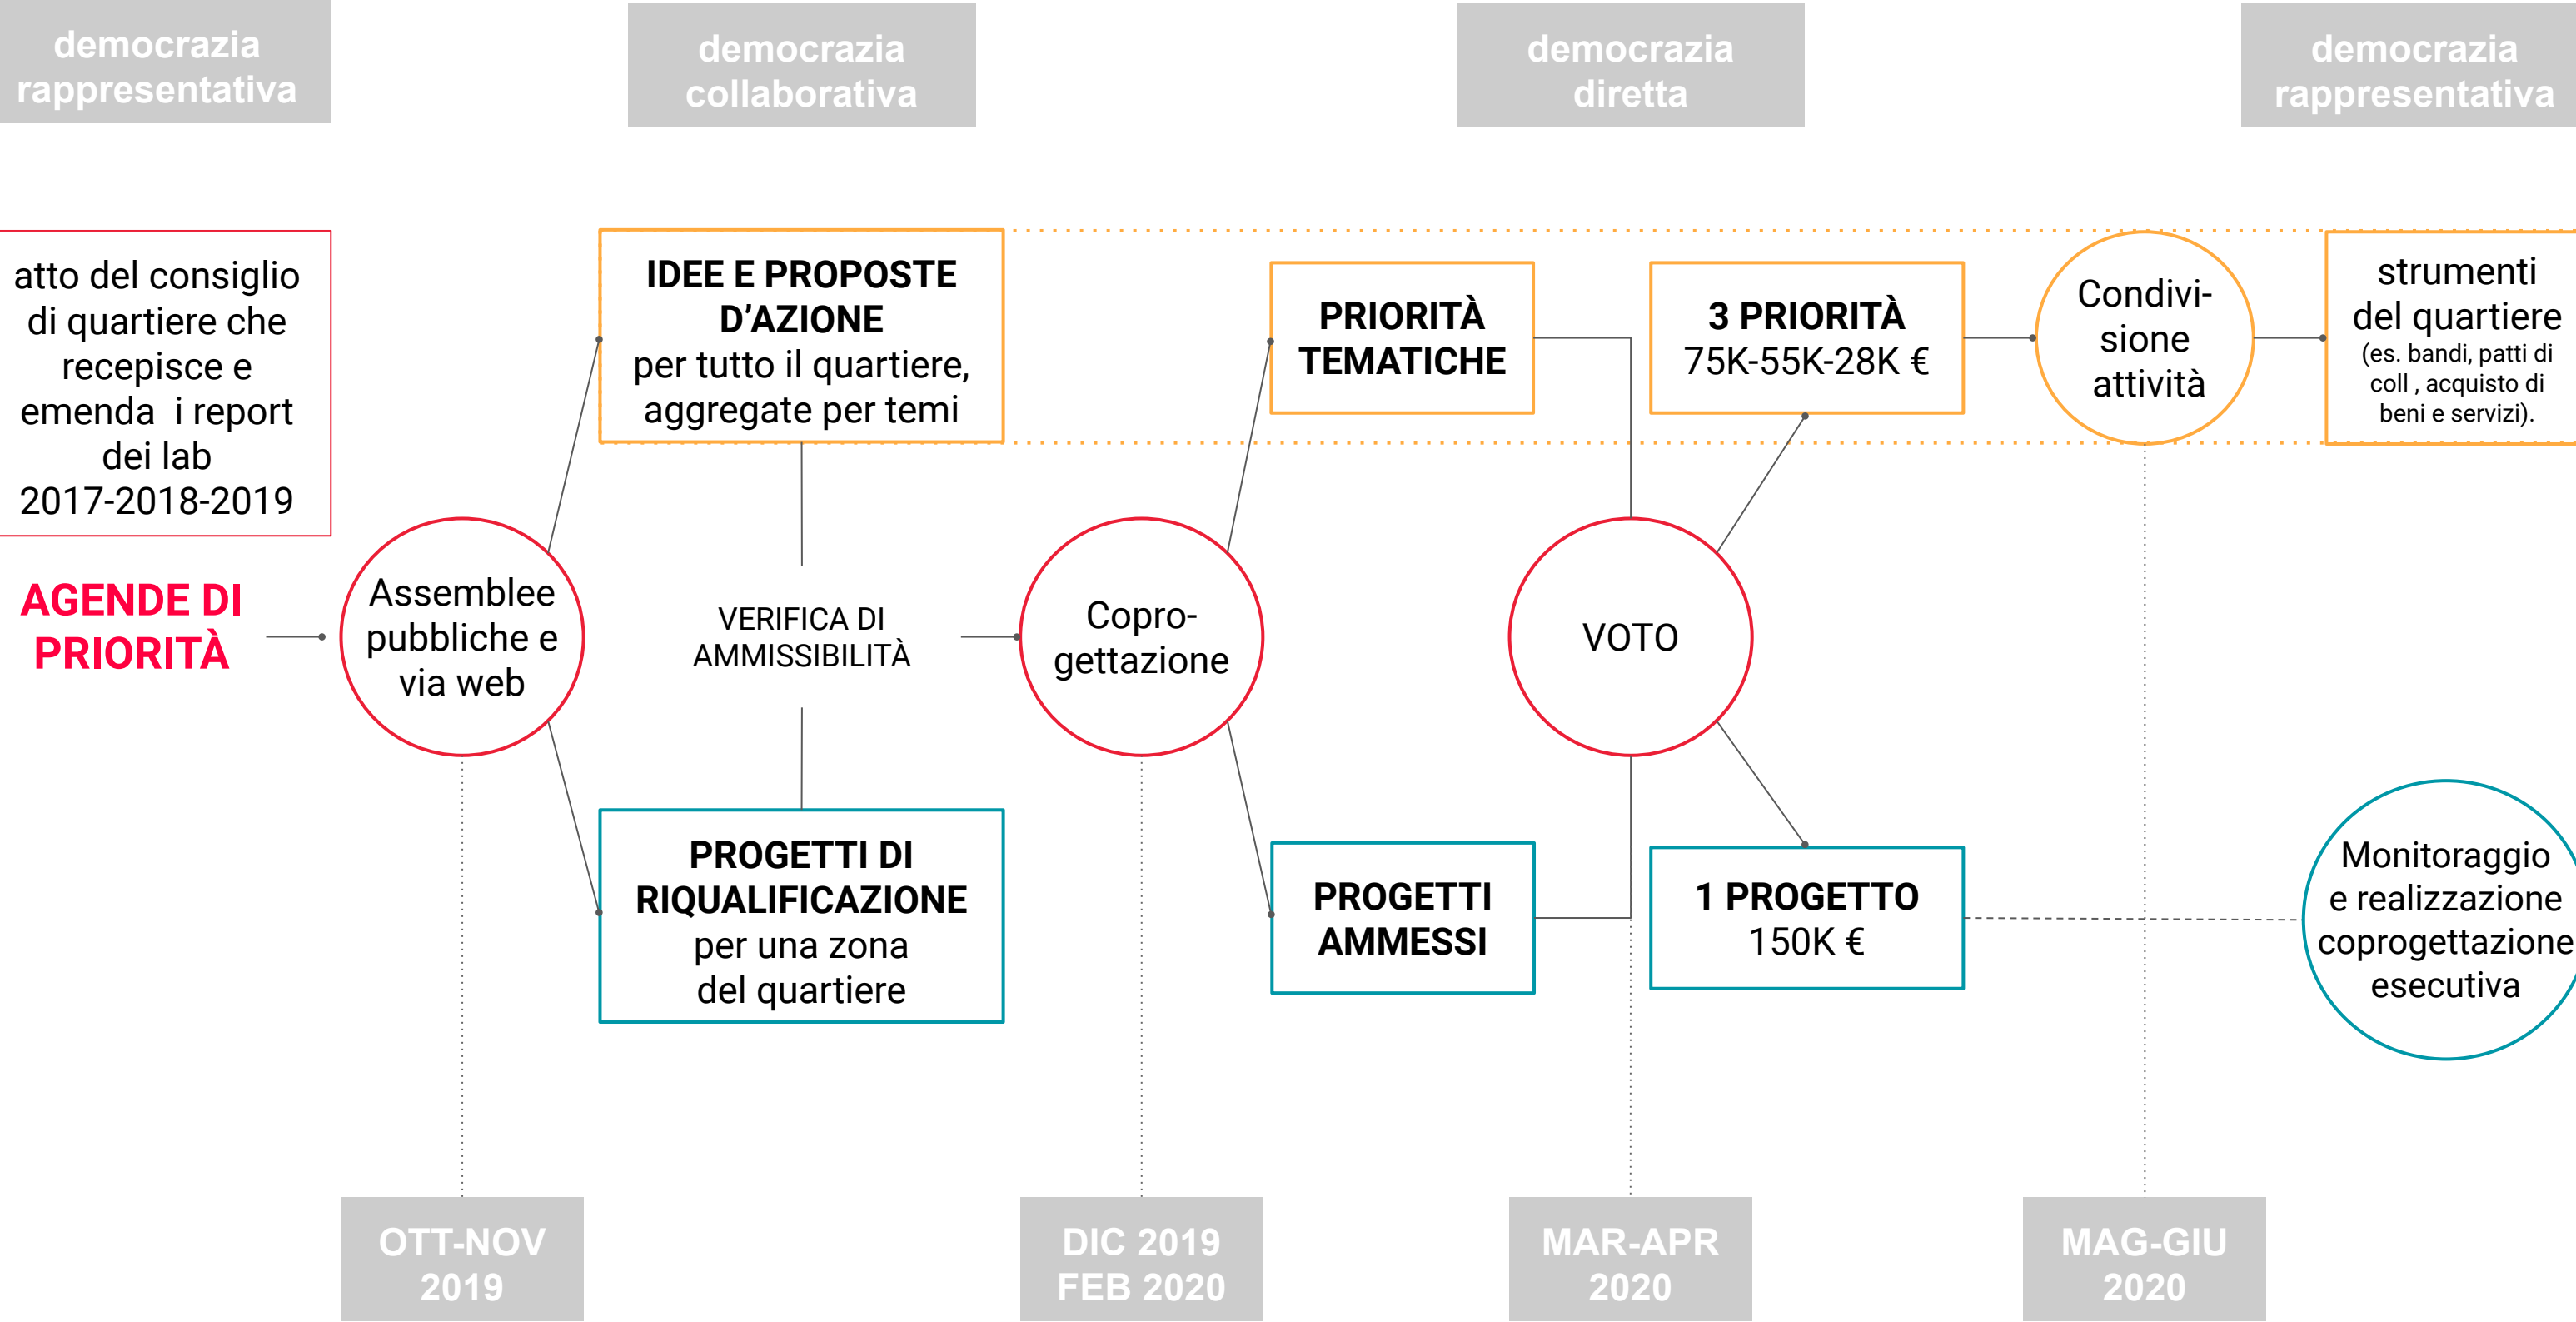 democrazia
rappresentativa
democrazia
collaborativa
democrazia
diretta
democrazia
rappresentativa
atto del consiglio
di quartiere che
recepisce e
emenda  i report
dei lab
2017-2018-2019
AGENDE DI
PRIORITÀ
Assemblee
pubbliche e
via web
IDEE E PROPOSTE
D’AZIONE
per tutto il quartiere,
aggregate per temi
VERIFICA DI
AMMISSIBILITÀ
PROGETTI DI
RIQUALIFICAZIONE
per una zona
del quartiere
Copro-
gettazione
PRIORITÀ
TEMATICHE
PROGETTI
AMMESSI
VOTO
3 PRIORITÀ
75K-55K-28K €
1 PROGETTO
150K €
Condivi-
sione
attività
strumenti
del quartiere
(es. bandi, patti di
coll , acquisto di
beni e servizi).
Monitoraggio
e realizzazione
coprogettazione
esecutiva
OTT-NOV
2019
DIC 2019
FEB 2020
MAR-APR
2020
MAG-GIU
2020